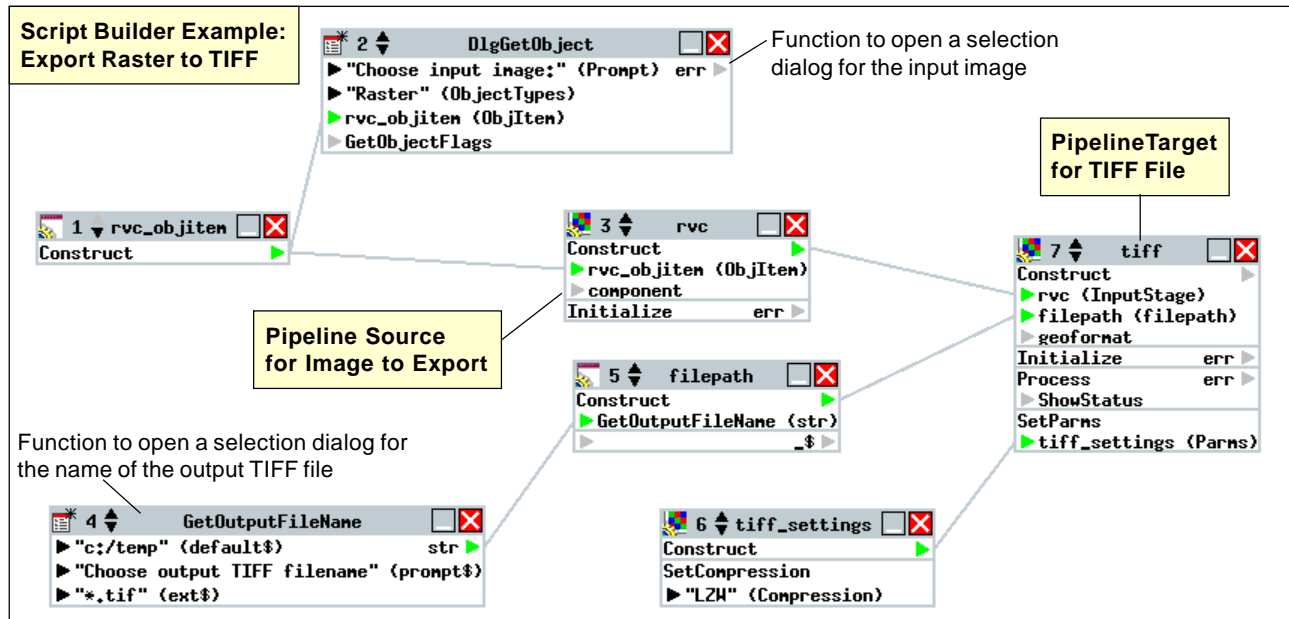 Script Builder Example:
Export Raster to TIFF
2 DlgGetObject
"Choose input image:" (Prompt) err
"Raster" (ObjectTypes)
rvc_objitem (ObjItem)
GetObjectFlags
Function to open a selection
dialog for the input image
PipelineTarget
for TIFF File
1 rvc_objitem
Construct
3 rvc
Construct
rvc_objitem (ObjItem)
component
Initialize err
7 tiff
Construct
rvc (InputStage)
filepath (filepath)
geoformat
Initialize err
Process err
ShowStatus
SetParms
tiff_settings (Parms)
Pipeline Source
for Image to Export
5 filepath
Construct
GetOutputFileName (str)
_$
Function to open a selection dialog for
the name of the output TIFF file
4 GetOutputFileName
"c:/temp" (default$) str
"Choose output TIFF filename" (prompt$)
"*.tif" (ext$)
6 tiff_settings
Construct
SetCompression
"LZW" (Compression)